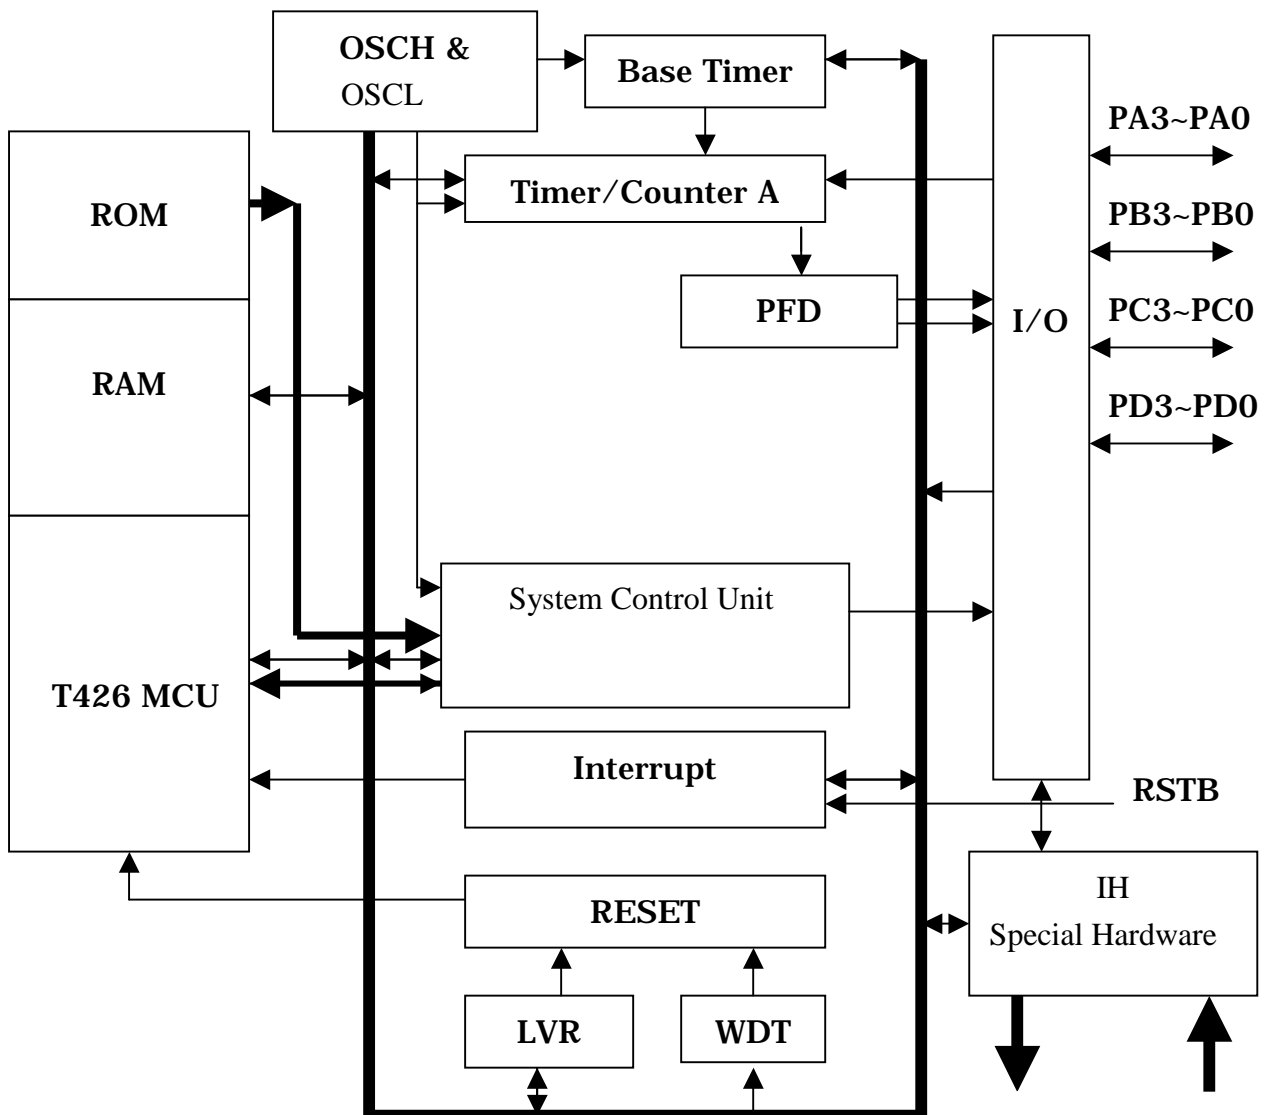 OSCH &
OSCL
Base Timer
PA3~PA0
ROM
Timer/Counter A
PB3~PB0
PFD
I/O
PC3~PC0
RAM
PD3~PD0
System Control Unit
T426 MCU
Interrupt
RSTB
RESET
IH
Special Hardware
LVR
WDT